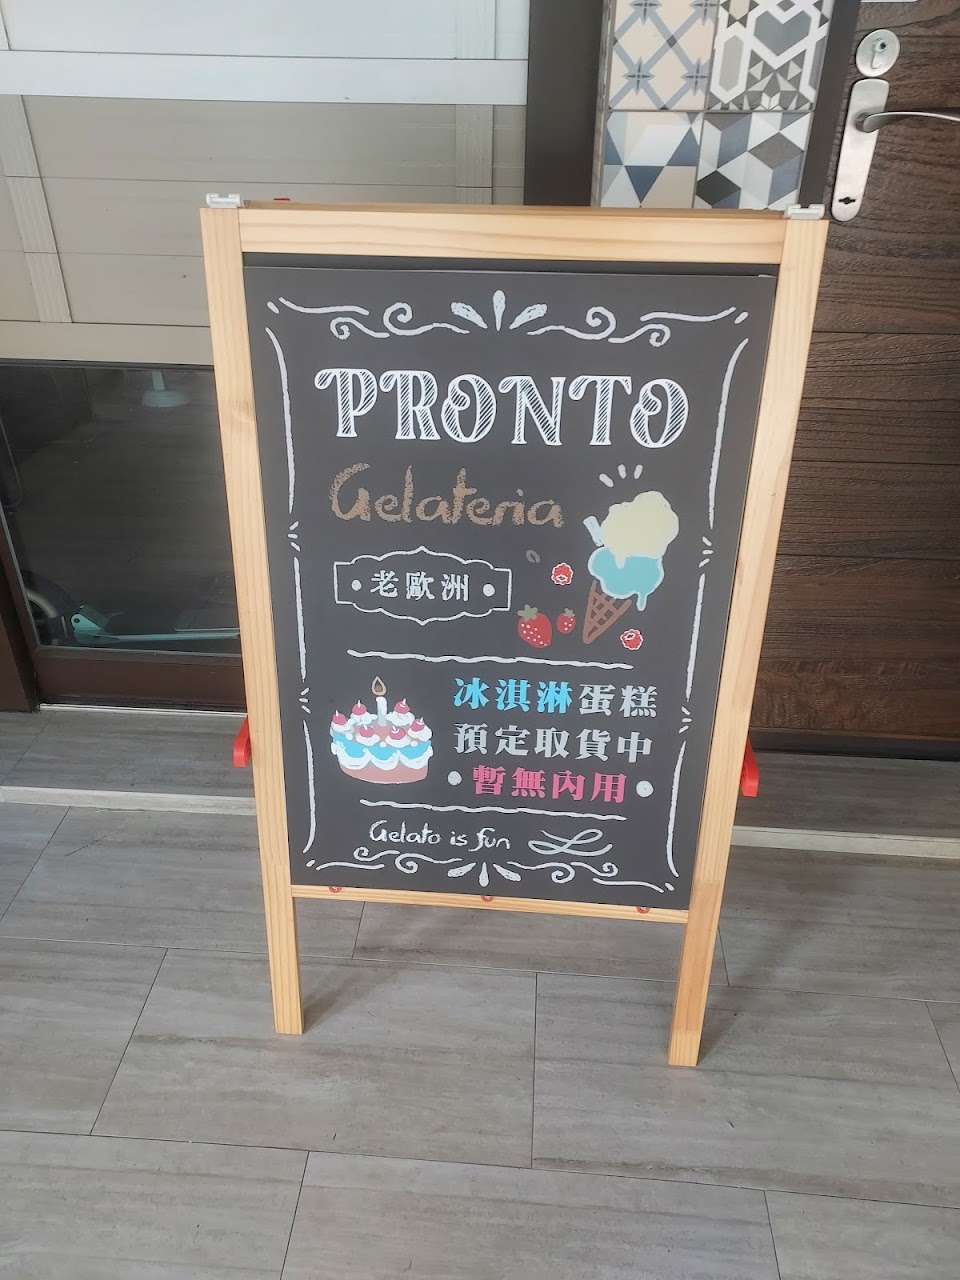 PRONTO
Gelateria
• 老歐洲 •
冰淇淋蛋糕
預定取貨中
• 暫無內用 •
Gelato is fun